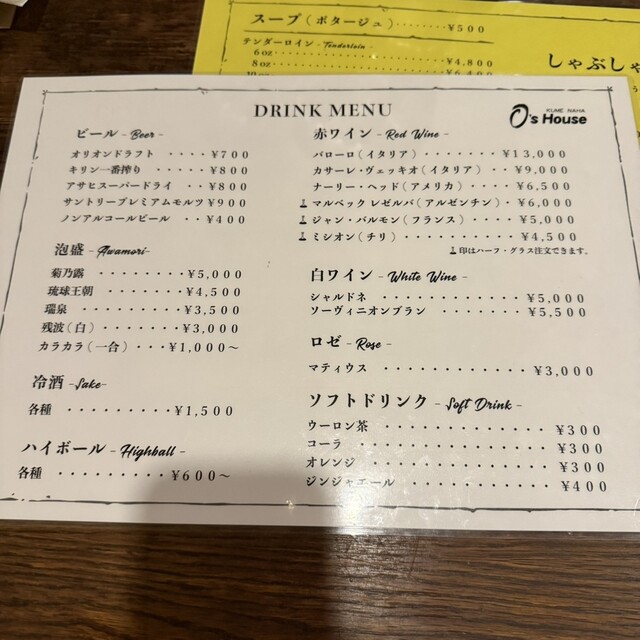 スープ(ポタージュ)········¥500
テンダーロイン -Tenderloin-
6oz·················¥4,800
8oz·················¥6,400
しゃぶしゃ
DRINK MENU
KUME NAHA
O's House
ビール - Beer -
オリオンドラフト ····¥700
キリン一番搾り ·····¥800
アサヒスーパードライ ··¥800
サントリープレミアムモルツ¥900
ノンアルコールビール ··¥400
泡盛 - Awamori-
菊乃露 ········¥5,000
琉球王朝 ·······¥4,500
瑞泉 ·········¥3,500
残波(白) ·······¥3,000
カラカラ(一合) ···¥1,000〜
冷酒 -Sake-
各種 ·········¥1,500
ハイボール - Highball -
各種 ··········¥600〜
赤ワイン - Red Wine -
バローロ(イタリア) ·······¥13,000
カサーレ・ヴェッキオ(イタリア) ··¥9,000
ナーリー・ヘッド(アメリカ) ·····¥6,500
マルベック レゼルバ(アルゼンチン)·¥6,000
ジャン・バルモン(フランス) ····¥5,000
ミシオン(チリ) ··········¥4,500
印はハーフ・グラス注文できます。
白ワイン - White Wine -
シャルドネ ············¥5,000
ソーヴィニオンブラン ·······¥5,500
ロゼ - Rose -
マティウス ············¥3,000
ソフトドリンク - Soft Drink -
ウーロン茶 ·············¥300
コーラ ··············¥300
オレンジ ·············¥300
ジンジャエール ···········¥400